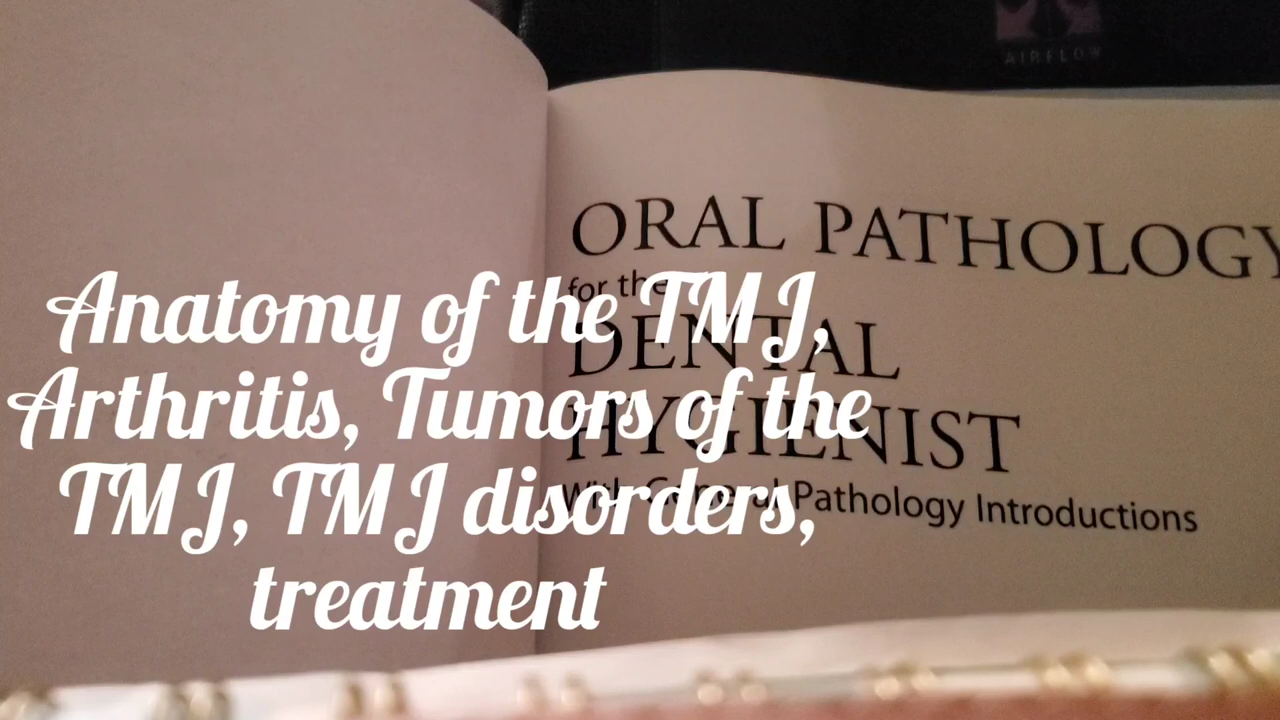 AIRFLOW
ORAL PATHOLOGY
for the
DENTAL
HYGIENIST
With General Pathology Introductions
Anatomy of the TMJ,
Arthritis, Tumors of the
TMJ, TMJ disorders,
treatment